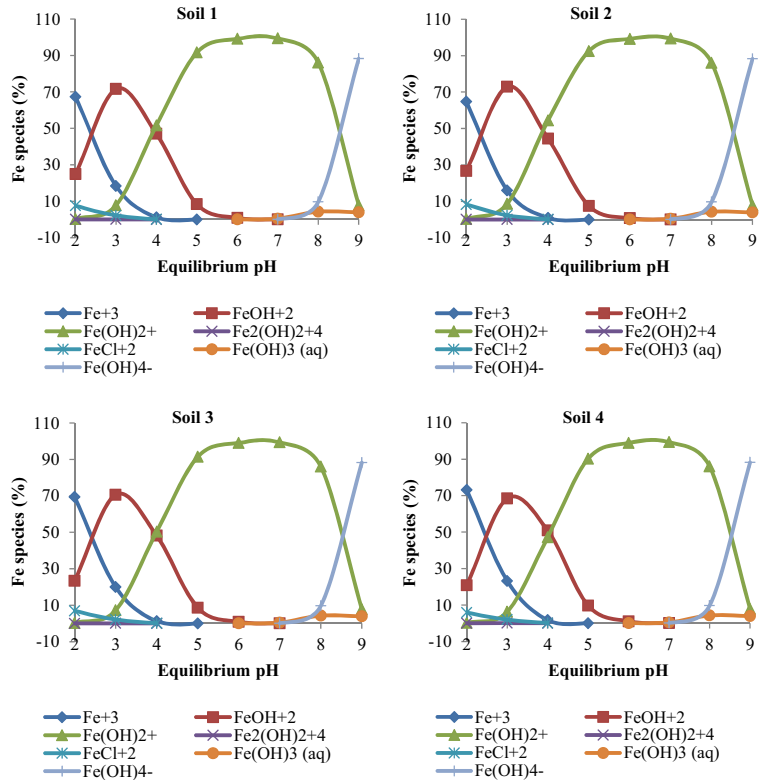 Soil 1
Fe species (%)
110
90
70
50
30
10
-10
2 3 4 5 6 7 8 9
Equilibrium pH
Fe+3 FeOH+2
Fe(OH)2+ Fe2(OH)2+4
FeCl+2 Fe(OH)3 (aq)
Fe(OH)4-
Soil 2
Fe species (%)
110
90
70
50
30
10
-10
2 3 4 5 6 7 8 9
Equilibrium pH
Fe+3 FeOH+2
Fe(OH)2+ Fe2(OH)2+4
FeCl+2 Fe(OH)3 (aq)
Fe(OH)4-
Soil 3
Fe species (%)
110
90
70
50
30
10
-10
2 3 4 5 6 7 8 9
Equilibrium pH
Fe+3 FeOH+2
Fe(OH)2+ Fe2(OH)2+4
FeCl+2 Fe(OH)3 (aq)
Fe(OH)4-
Soil 4
Fe species (%)
110
90
70
50
30
10
-10
2 3 4 5 6 7 8 9
Equilibrium pH
Fe+3 FeOH+2
Fe(OH)2+ Fe2(OH)2+4
FeCl+2 Fe(OH)3 (aq)
Fe(OH)4-